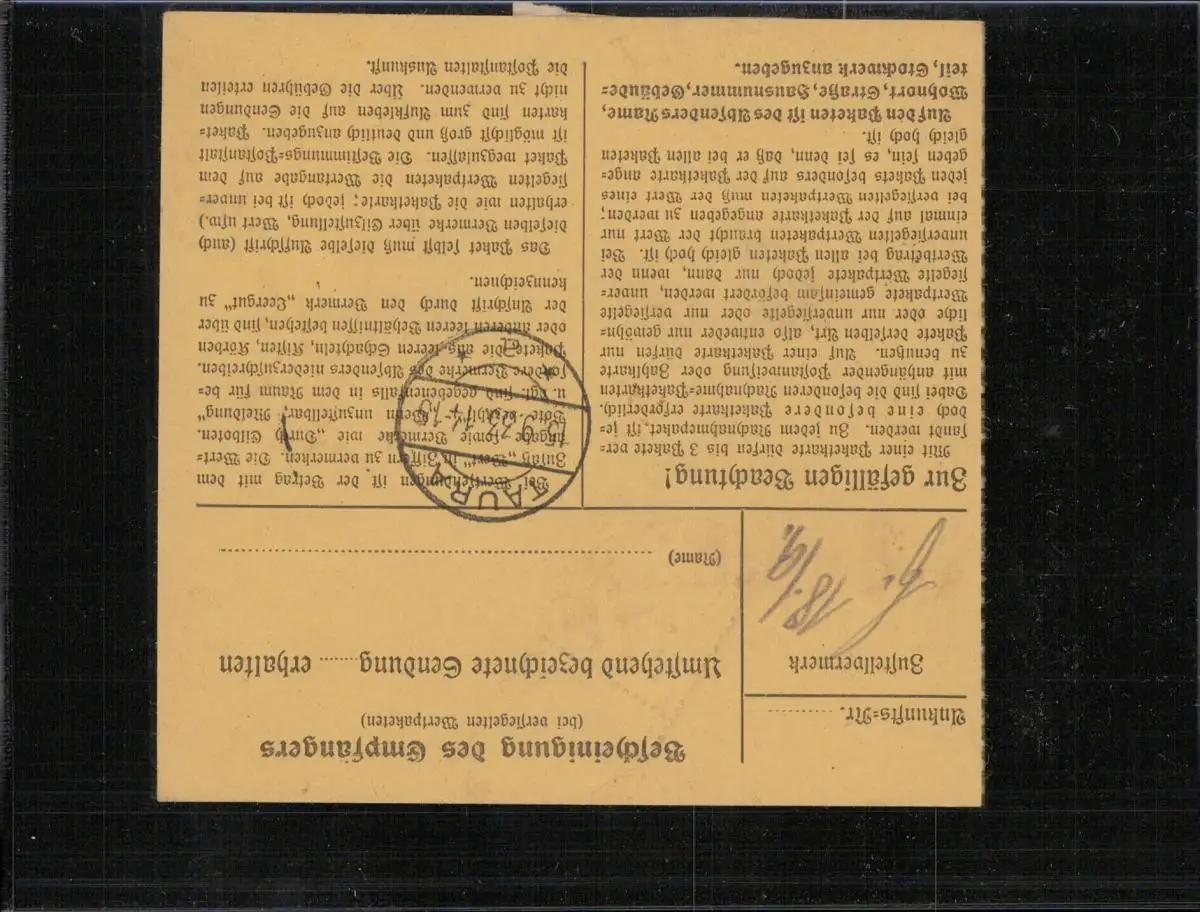 Ankunfts=Nr. ............
Zustellvermerk
18./9.
Bescheinigung des Empfängers
(bei versiegelten Wertpaketen)
Umstehend bezeichnete Sendung ...... erhalten
(Name)
Zur gefälligen Beachtung!
Mit einer Paketkarte dürfen bis 3 Pakete ver=
sandt werden. Zu jedem Nachnahmepaket ist je=
doch eine besondere Paketkarte erforderlich.
Dabei sind die besonderen Nachnahme=Paketkarten
mit anhängender Postanweisung oder Zahlkarte
zu benutzen. Auf einer Paketkarte dürfen nur
Pakete derselben Art, also entweder nur gewöhn=
liche oder nur unversiegelte oder nur versiegelte
Wertpakete gemeinsam befördert werden, unver=
siegelte Wertpakete jedoch nur dann, wenn der
Wertbetrag bei allen Paketen gleich hoch ist. Bei
unversiegelten Wertpaketen braucht der Wert nur
einmal auf der Paketkarte angegeben zu werden;
bei versiegelten Wertpaketen muß der Wert eines
jeden Pakets besonders auf der Paketkarte ange=
geben sein, es sei denn, daß er bei allen Paketen
gleich hoch ist.
Auf den Paketen ist des Absenders Name,
Wohnort, Straße, Hausnummer, Gebäude=
teil, Stockwerk anzugeben.
Bei Wertsendungen ist der Betrag mit dem
Zusatz „Wert“ in Ziffern zu vermerken. Die Wert=
angabe sowie Vermerke wie „Durch Eilboten.
Bote bezahlt“, „Wenn unzustellbar, Meldung“
u. dgl. sind gegebenenfalls in dem Raum für be=
sondere Vermerke des Absenders niederzuschreiben.
Pakete, die aus leeren Schachteln, Kisten, Körben
oder anderen leeren Behältnissen bestehen, sind über
der Anschrift durch den Vermerk „Leergut“ zu
kennzeichnen.
Das Paket selbst muß dieselbe Aufschrift (auch
dieselben Vermerke über Eilzustellung, Wert usw.)
erhalten wie die Paketkarte; jedoch ist bei unver=
siegelten Wertpaketen die Wertangabe auf dem
Paket wegzulassen. Die Bestimmungs=Postanstalt
ist möglichst groß und deutlich anzugeben. Paket=
karten sind zum Aufkleben auf die Sendungen
nicht zu verwenden. Über die Gebühren erteilen
die Postanstalten Auskunft.
TAURA